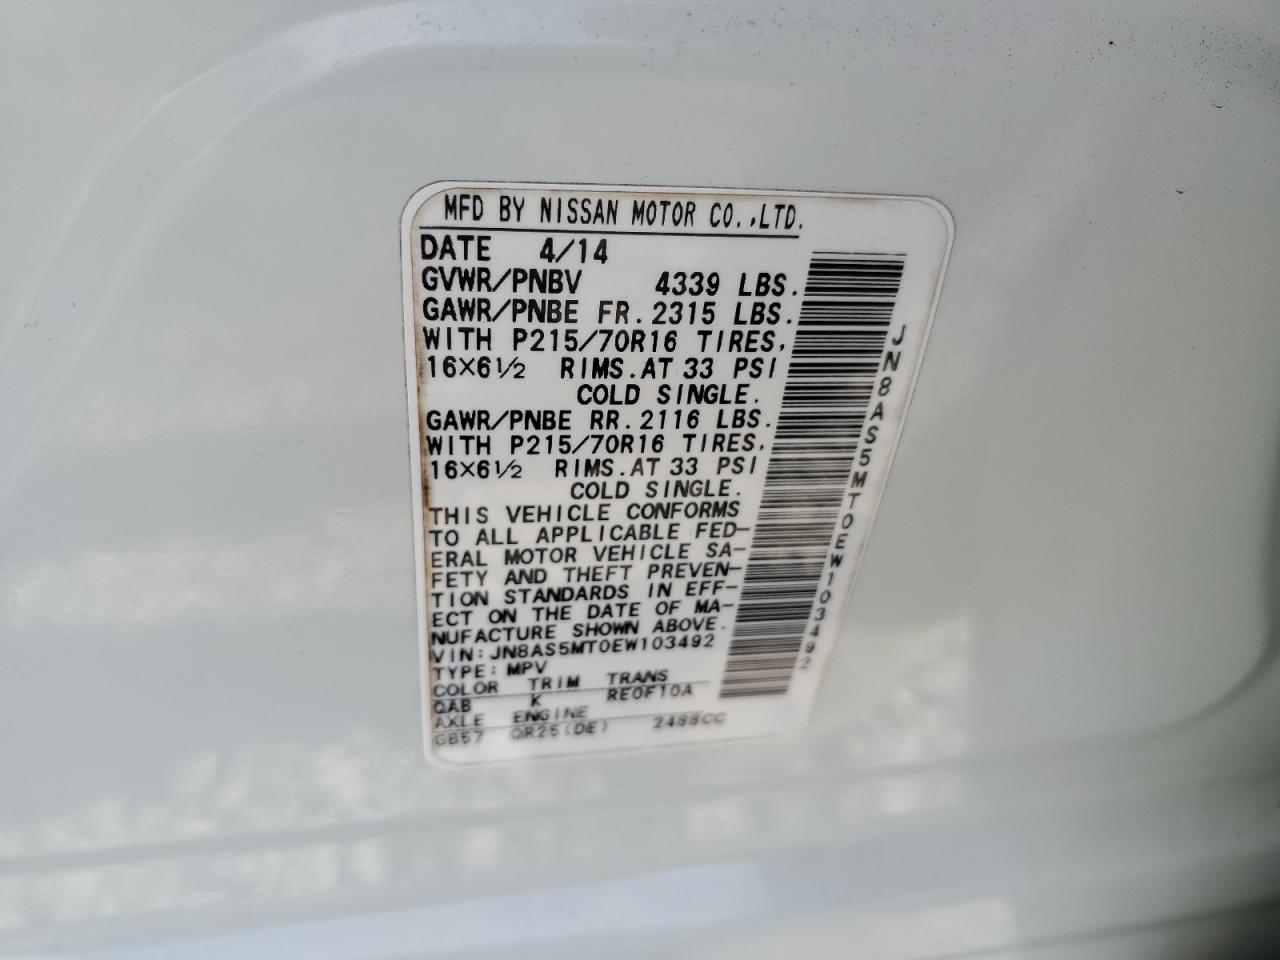 MFD BY NISSAN MOTOR CO.,LTD.
DATE 4/14
GVWR/PNBV 4339 LBS.
GAWR/PNBE FR.2315 LBS.
WITH P215/70R16 TIRES,
16×6½ RIMS.AT 33 PSI
COLD SINGLE.
GAWR/PNBE RR.2116 LBS.
WITH P215/70R16 TIRES,
16×6½ RIMS.AT 33 PSI
COLD SINGLE.
THIS VEHICLE CONFORMS
TO ALL APPLICABLE FED-
ERAL MOTOR VEHICLE SA-
FETY AND THEFT PREVEN-
TION STANDARDS IN EFF-
ECT ON THE DATE OF MA-
NUFACTURE SHOWN ABOVE.
VIN:JN8AS5MT0EW103492
TYPE:MPV
COLOR TRIM TRANS
QAB K RE0F10A
AXLE ENGINE
GB57 QR25(DE) 2488CC
JN8AS5MT0EW103492